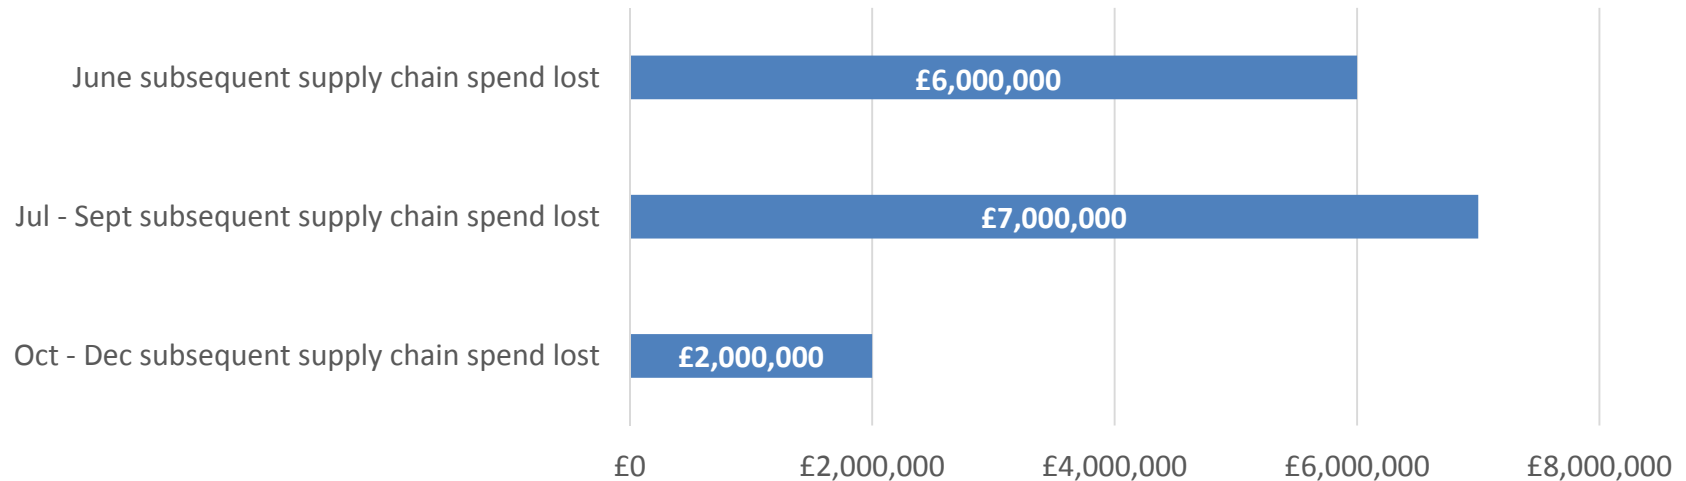 June subsequent supply chain spend lost
£6,000,000
Jul - Sept subsequent supply chain spend lost
£7,000,000
Oct - Dec subsequent supply chain spend lost
£2,000,000
£0 £2,000,000 £4,000,000 £6,000,000 £8,000,000